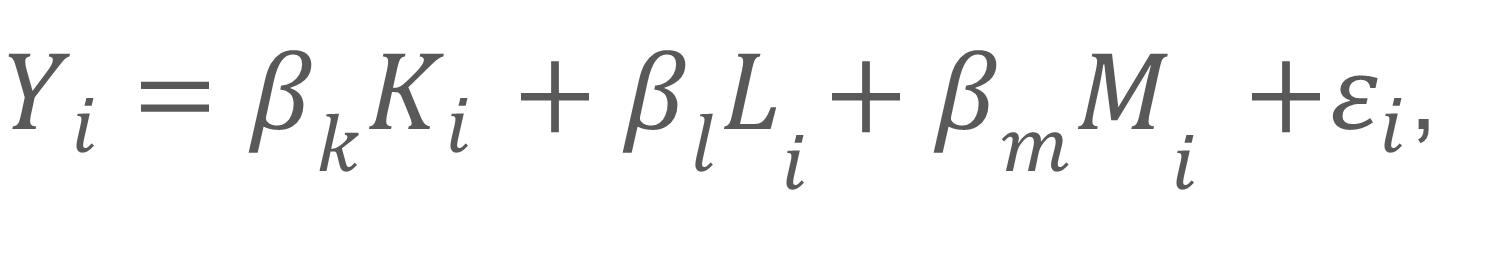 Y_i = β_k K_i + β_l L_i + β_m M_i + ε_i,